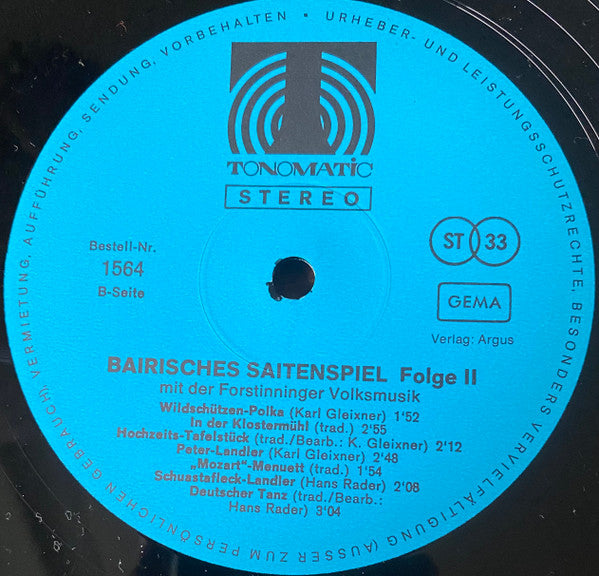 URHEBER- UND LEISTUNGSSCHUTZRECHTE, BESONDERS VERVIELFÄLTIGUNG (AUSSER ZUM PERSÖNLICHEN GEBRAUCH), VERMIETUNG, AUFFÜHRUNG, SENDUNG, VORBEHALTEN •
T
TONOMATIC
STEREO
Bestell-Nr.
1564
B-Seite
ST 33
GEMA
Verlag: Argus
BAIRISCHES SAITENSPIEL Folge II
mit der Forstinninger Volksmusik
Wildschützen-Polka (Karl Gleixner) 1'52
In der Klostermühl (trad.) 2'55
Hochzeits-Tafelstück (trad./Bearb.: K. Gleixner) 2'12
Peter-Landler (Karl Gleixner) 2'48
„Mozart"-Menuett (trad.) 1'54
Schuastafleck-Landler (Hans Rader) 2'08
Deutscher Tanz (trad./Bearb.:
Hans Rader) 3'04